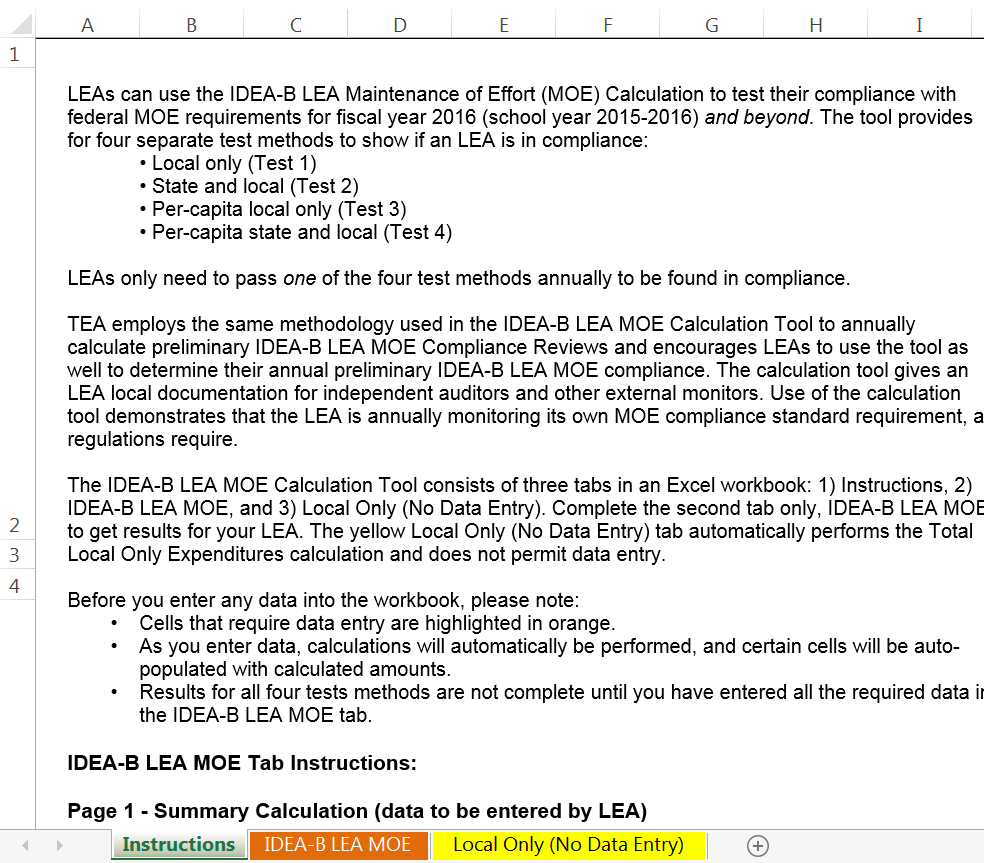 A B C D E F G H I
1
LEAs can use the IDEA-B LEA Maintenance of Effort (MOE) Calculation to test their compliance with
federal MOE requirements for fiscal year 2016 (school year 2015-2016) and beyond. The tool provides
for four separate test methods to show if an LEA is in compliance:
• Local only (Test 1)
• State and local (Test 2)
• Per-capita local only (Test 3)
• Per-capita state and local (Test 4)
LEAs only need to pass one of the four test methods annually to be found in compliance.
TEA employs the same methodology used in the IDEA-B LEA MOE Calculation Tool to annually
calculate preliminary IDEA-B LEA MOE Compliance Reviews and encourages LEAs to use the tool as
well to determine their annual preliminary IDEA-B LEA MOE compliance. The calculation tool gives an
LEA local documentation for independent auditors and other external monitors. Use of the calculation
tool demonstrates that the LEA is annually monitoring its own MOE compliance standard requirement, a
regulations require.
The IDEA-B LEA MOE Calculation Tool consists of three tabs in an Excel workbook: 1) Instructions, 2)
IDEA-B LEA MOE, and 3) Local Only (No Data Entry). Complete the second tab only, IDEA-B LEA MOE
2
to get results for your LEA. The yellow Local Only (No Data Entry) tab automatically performs the Total
Local Only Expenditures calculation and does not permit data entry.
3
4
Before you enter any data into the workbook, please note:
• Cells that require data entry are highlighted in orange.
• As you enter data, calculations will automatically be performed, and certain cells will be auto-
populated with calculated amounts.
• Results for all four tests methods are not complete until you have entered all the required data in
the IDEA-B LEA MOE tab.
IDEA-B LEA MOE Tab Instructions:
Page 1 - Summary Calculation (data to be entered by LEA)
Instructions IDEA-B LEA MOE Local Only (No Data Entry)